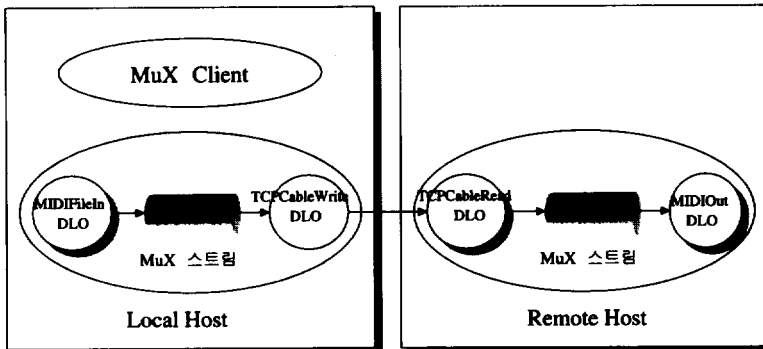 MuX Client
MIDIFileIn
DLO
TCPCableWrite
DLO
MuX 스트림
Local Host
TCPCableRead
DLO
MIDIOut
DLO
MuX 스트림
Remote Host